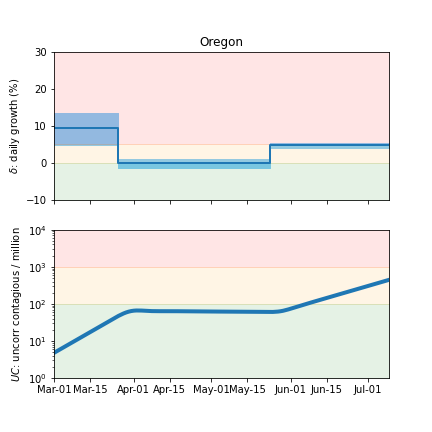 Oregon
δ: daily growth (%)
30
20
10
0
−10
UC: uncorr contagious / million
10⁴
10³
10²
10¹
10⁰
Mar-01 Mar-15 Apr-01 Apr-15 May-01 May-15 Jun-01 Jun-15 Jul-01